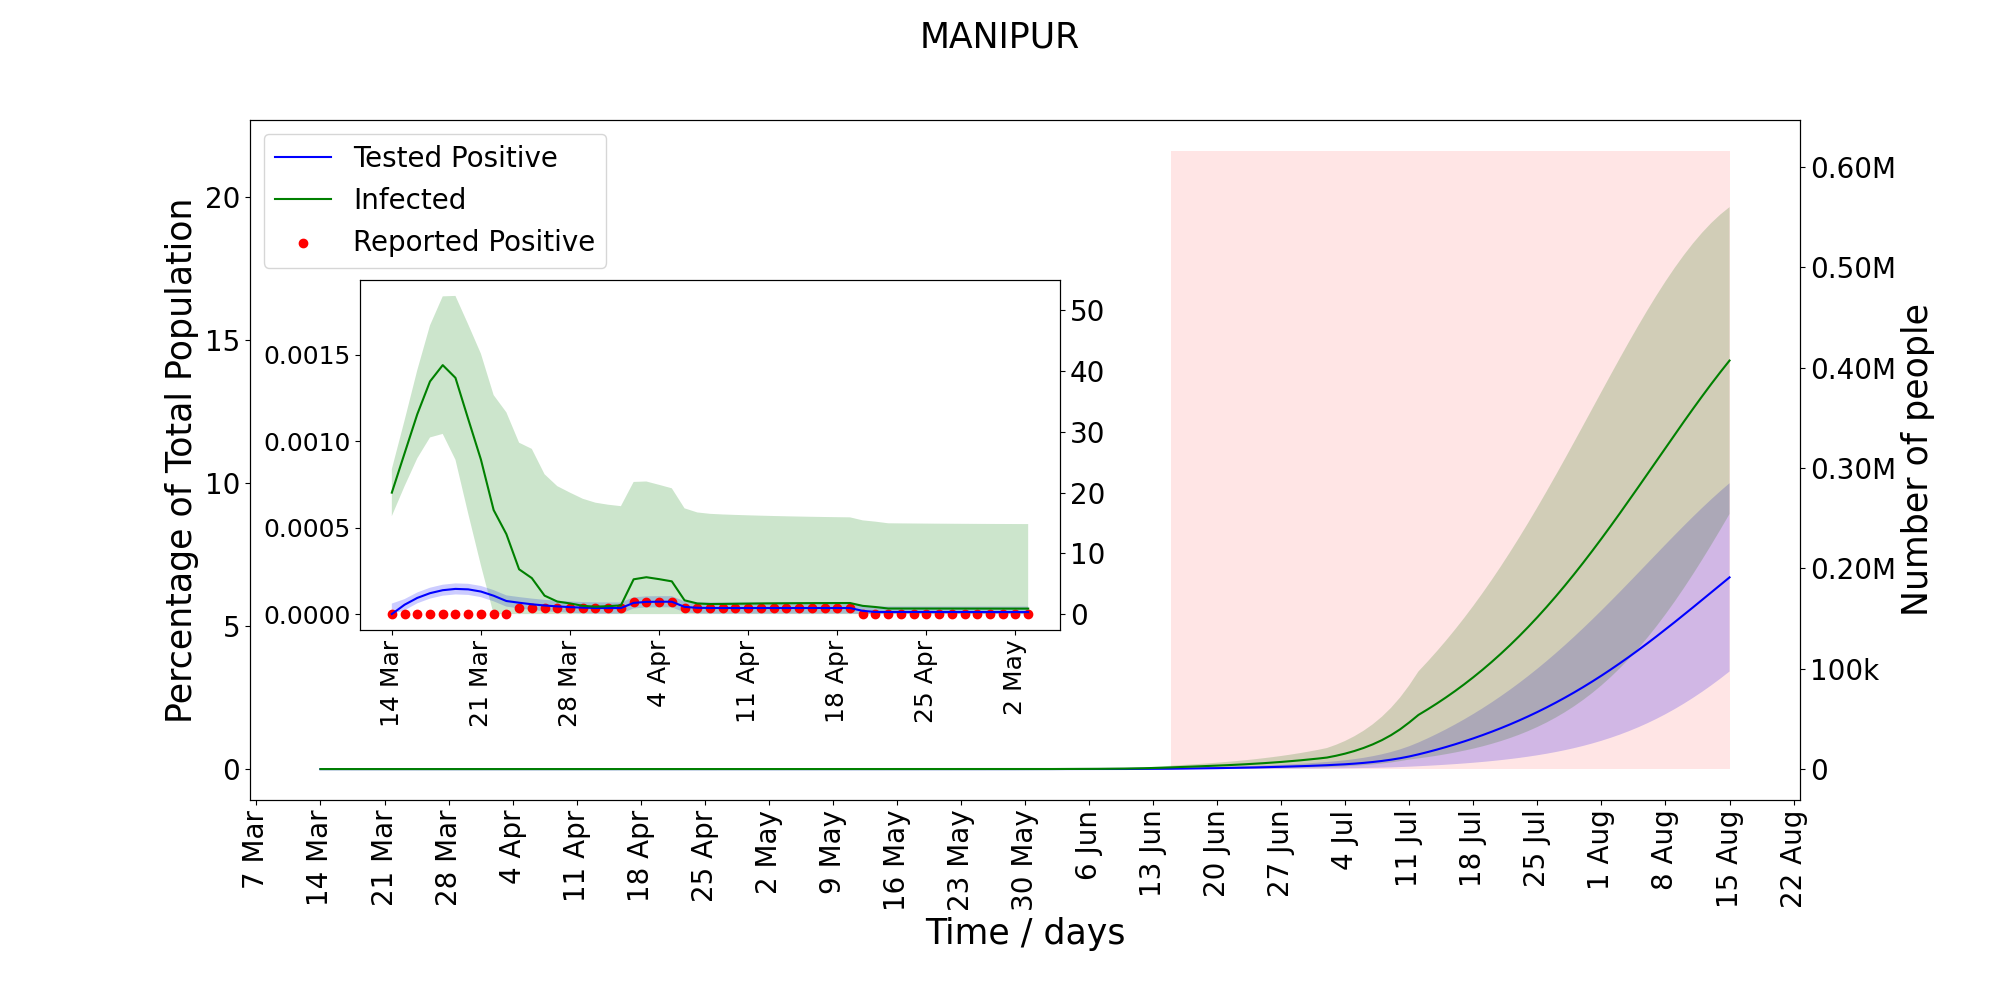 MANIPUR
Tested Positive
Infected
Reported Positive
Percentage of Total Population
20
15
10
5
0
0.0015
0.0010
0.0005
0.0000
50
40
30
20
10
0
14 Mar
21 Mar
28 Mar
4 Apr
11 Apr
18 Apr
25 Apr
2 May
0.60M
0.50M
0.40M
0.30M
0.20M
100k
0
Number of people
7 Mar
14 Mar
21 Mar
28 Mar
4 Apr
11 Apr
18 Apr
25 Apr
2 May
9 May
16 May
23 May
30 May
6 Jun
13 Jun
20 Jun
27 Jun
4 Jul
11 Jul
18 Jul
25 Jul
1 Aug
8 Aug
15 Aug
22 Aug
Time / days